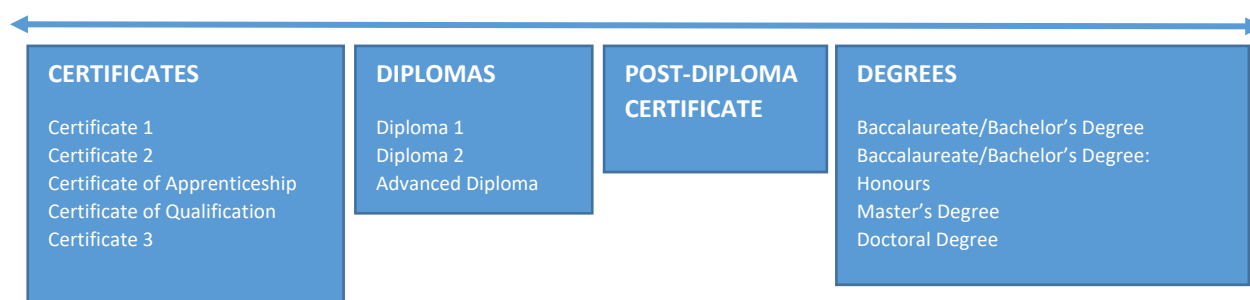 CERTIFICATES
Certificate 1
Certificate 2
Certificate of Apprenticeship
Certificate of Qualification
Certificate 3
DIPLOMAS
Diploma 1
Diploma 2
Advanced Diploma
POST-DIPLOMA
CERTIFICATE
DEGREES
Baccalaureate/Bachelor's Degree
Baccalaureate/Bachelor's Degree:
Honours
Master's Degree
Doctoral Degree